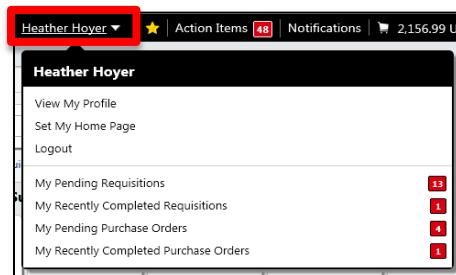 Heather Hoyer Action Items 48 Notifications 2,156.99 U
Heather Hoyer
View My Profile
Set My Home Page
Logout
My Pending Requisitions 13
My Recently Completed Requisitions 1
My Pending Purchase Orders 4
My Recently Completed Purchase Orders 1